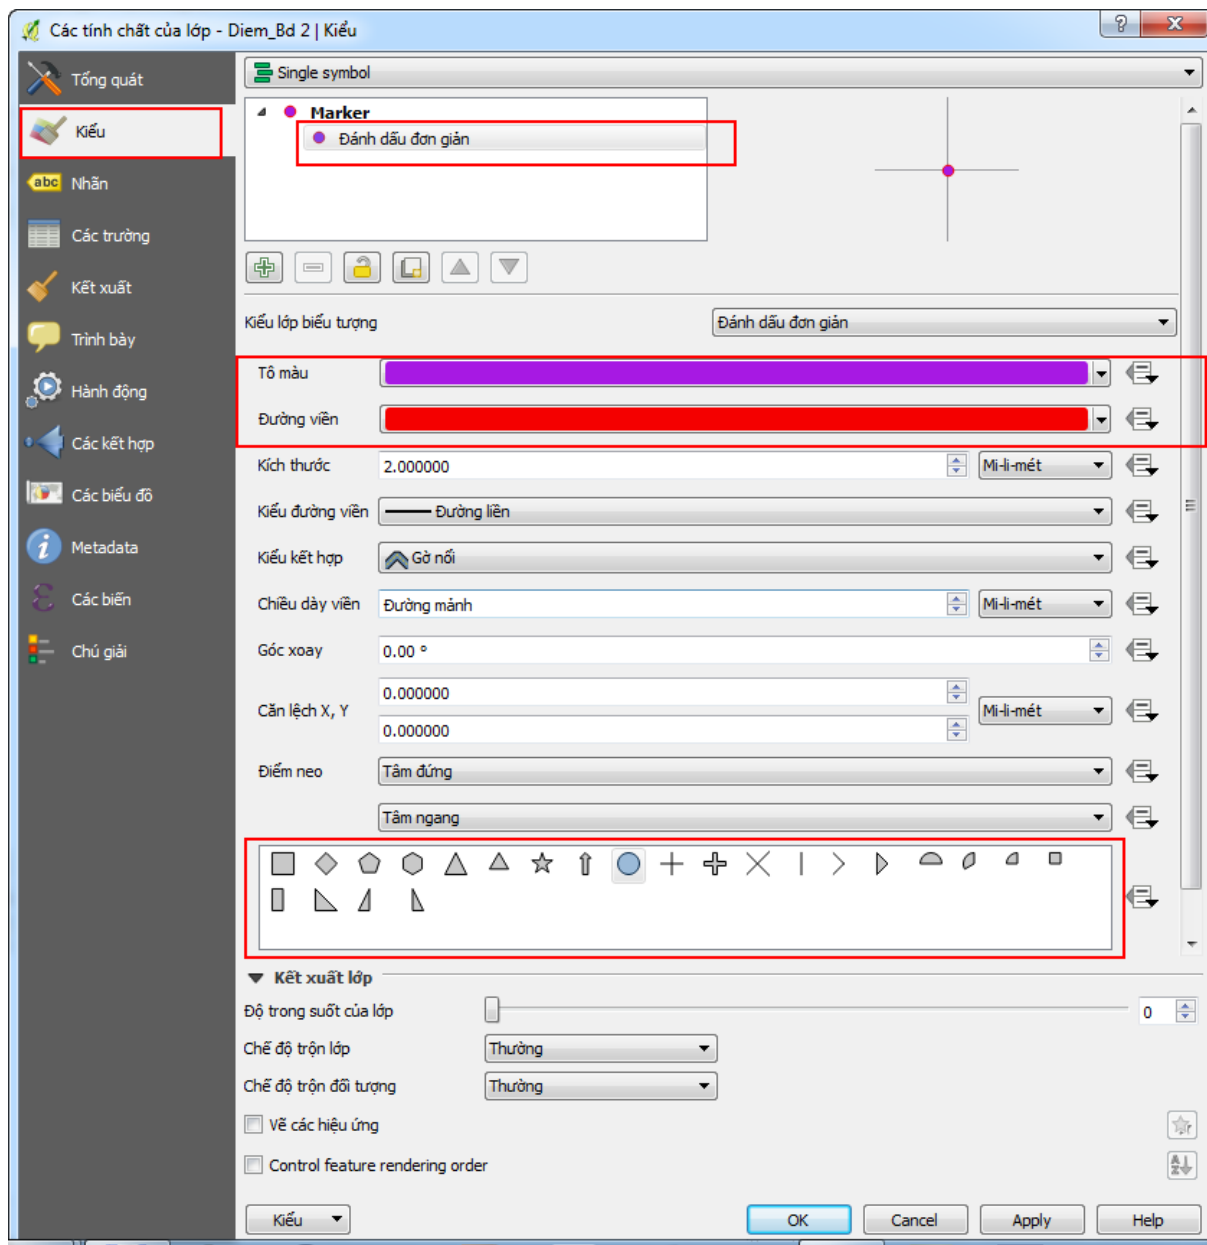 Các tính chất của lớp - Diem_Bd 2 | Kiểu
?
Tổng quát
Kiểu
abc Nhãn
Các trường
Kết xuất
Trình bày
Hành động
Các kết hợp
Các biểu đồ
Metadata
Các biến
Chú giải
Single symbol
Marker
Đánh dấu đơn giản
Kiểu lớp biểu tượng
Đánh dấu đơn giản
Tô màu
Đường viền
Kích thước 2.000000 Mi-li-mét
Kiểu đường viền Đường liền
Kiểu kết hợp Gờ nổi
Chiều dày viền Đường mảnh Mi-li-mét
Góc xoay 0.00 °
Căn lệch X, Y 0.000000 Mi-li-mét
0.000000
Điểm neo Tâm đứng
Tâm ngang
Kết xuất lớp
Độ trong suốt của lớp 0
Chế độ trộn lớp Thường
Chế độ trộn đối tượng Thường
Vẽ các hiệu ứng
Control feature rendering order
Kiểu OK Cancel Apply Help